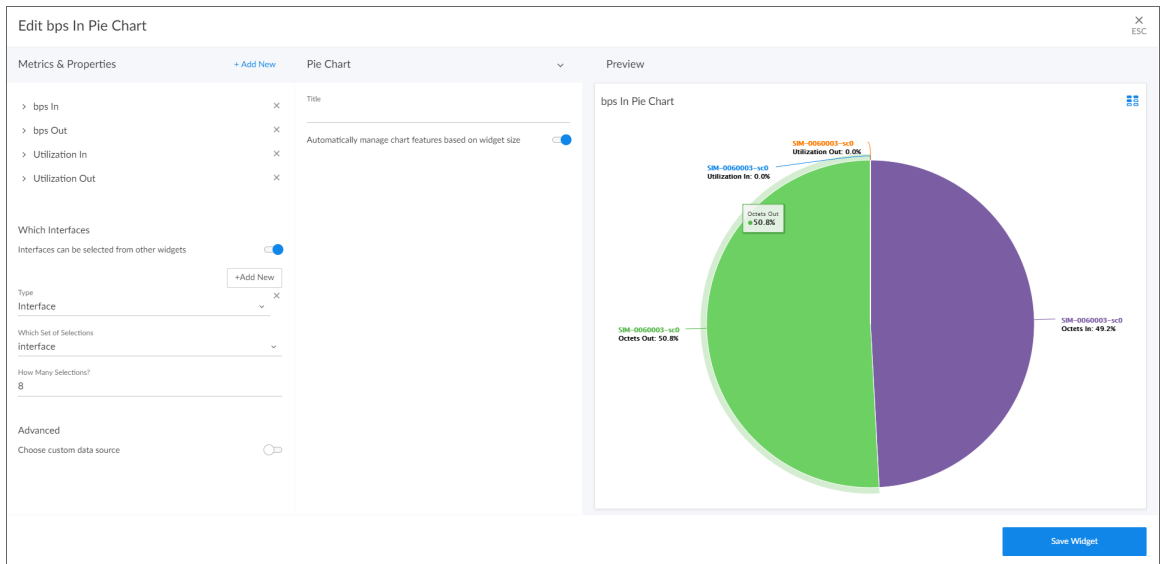 Edit bps In Pie Chart
ESC
Metrics & Properties
+ Add New
bps In
bps Out
Utilization In
Utilization Out
Which Interfaces
Interfaces can be selected from other widgets
+Add New
Type
Interface
Which Set of Selections
interface
How Many Selections?
8
Advanced
Choose custom data source
Pie Chart
Title
Automatically manage chart features based on widget size
Preview
bps In Pie Chart
SIM-0060003-sc0
Utilization Out: 0.0%
SIM-0060003-sc0
Utilization In: 0.0%
Octets Out
50.8%
SIM-0060003-sc0
Octets Out: 50.8%
SIM-0060003-sc0
Octets In: 49.2%
Save Widget